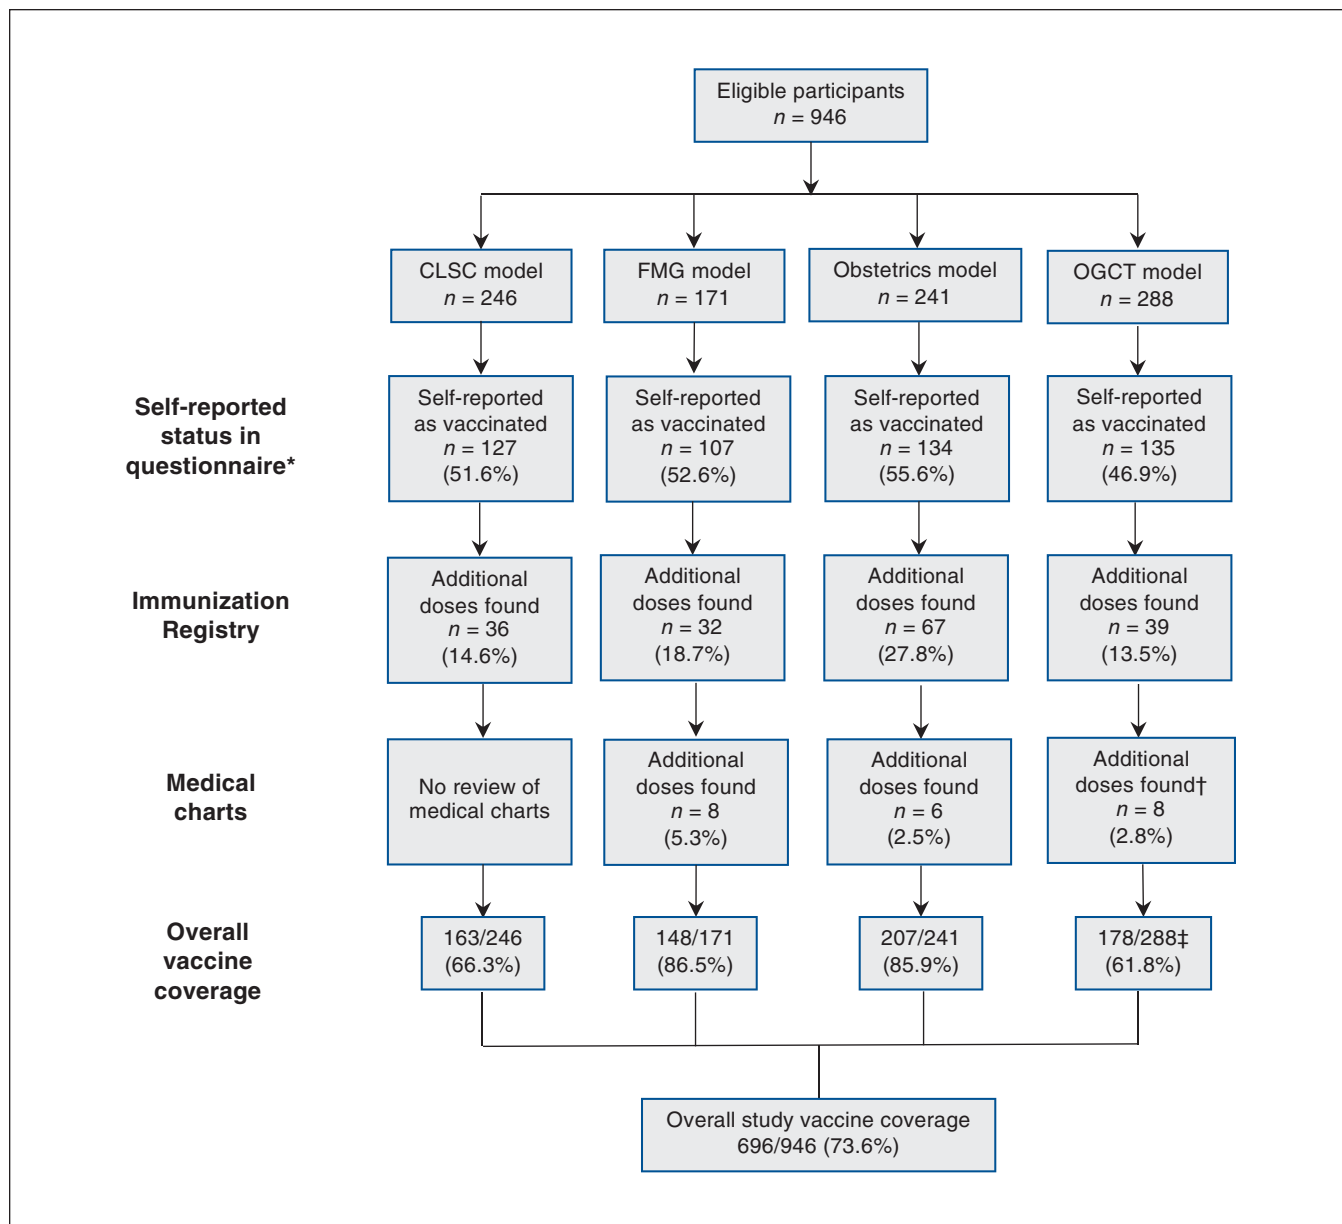 Eligible participants
n = 946
CLSC model
n = 246
FMG model
n = 171
Obstetrics model
n = 241
OGCT model
n = 288
Self-reported
status in
questionnaire*
Self-reported
as vaccinated
n = 127
(51.6%)
Self-reported
as vaccinated
n = 107
(52.6%)
Self-reported
as vaccinated
n = 134
(55.6%)
Self-reported
as vaccinated
n = 135
(46.9%)
Immunization
Registry
Additional
doses found
n = 36
(14.6%)
Additional
doses found
n = 32
(18.7%)
Additional
doses found
n = 67
(27.8%)
Additional
doses found
n = 39
(13.5%)
Medical
charts
No review of
medical charts
Additional
doses found
n = 8
(5.3%)
Additional
doses found
n = 6
(2.5%)
Additional
doses found†
n = 8
(2.8%)
Overall
vaccine
coverage
163/246
(66.3%)
148/171
(86.5%)
207/241
(85.9%)
178/288‡
(61.8%)
Overall study vaccine coverage
696/946 (73.6%)